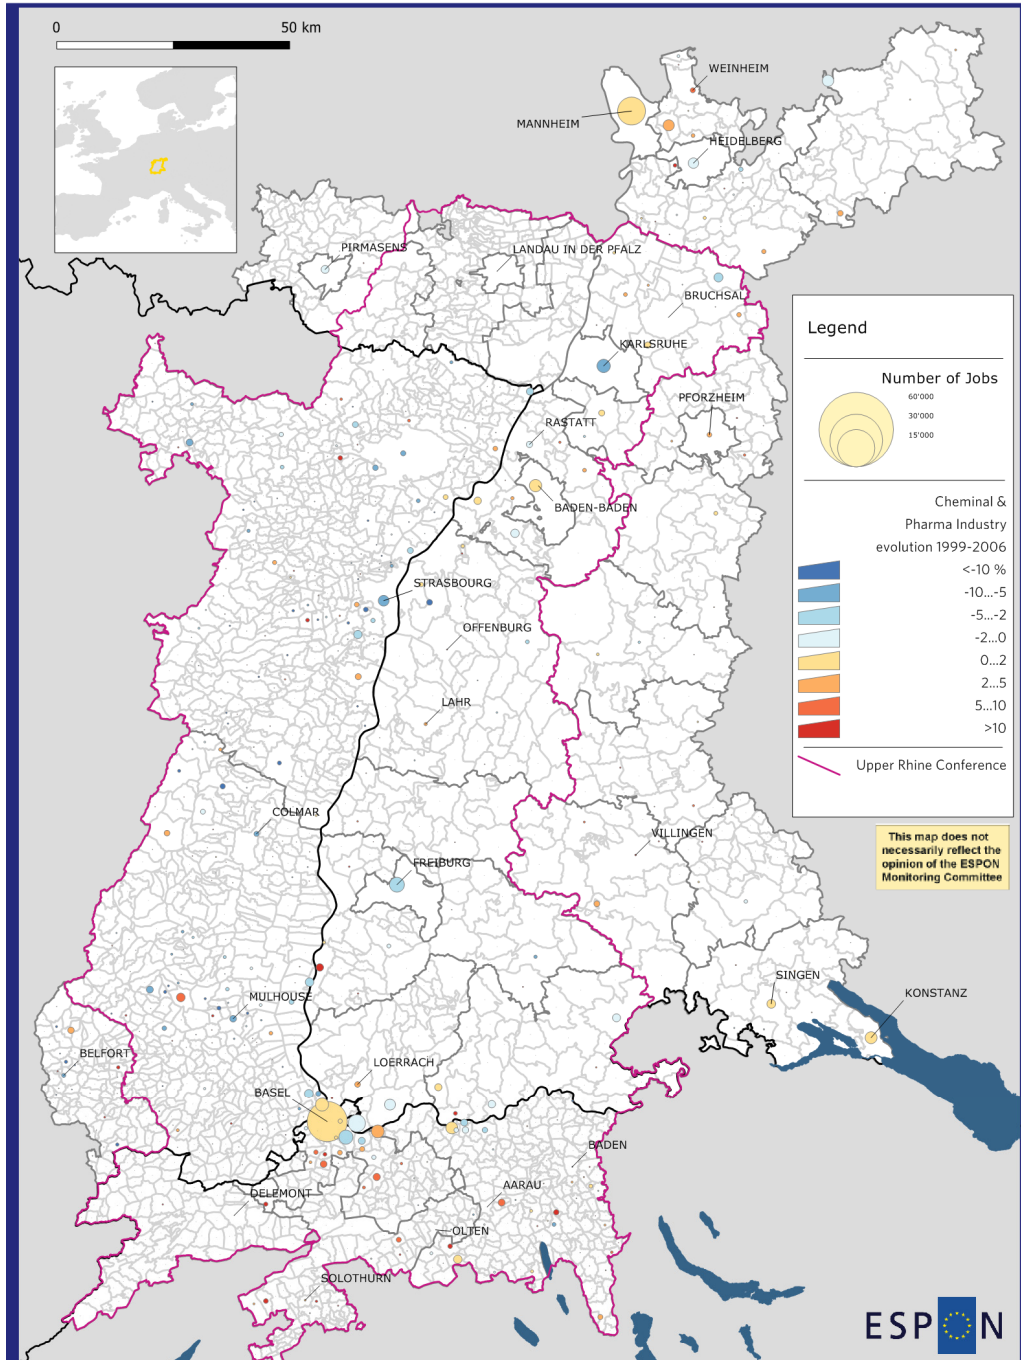 0 50 km
WEINHEIM
MANNHEIM
HEIDELBERG
PIRMASENS
LANDAU IN DER PFALZ
BRUCHSAL
KARLSRUHE
PFORZHEIM
RASTATT
BADEN-BADEN
STRASBOURG
OFFENBURG
LAHR
COLMAR
VILLINGEN
FREIBURG
SINGEN
KONSTANZ
MULHOUSE
BELFORT
LOERRACH
BASEL
BADEN
DELEMONT
AARAU
OLTEN
SOLOTHURN
Legend
Number of Jobs
60'000
30'000
15'000
Cheminal &
Pharma Industry
evolution 1999-2006
<-10 %
-10...-5
-5...-2
-2...0
0...2
2...5
5...10
>10
Upper Rhine Conference
This map does not
necessarily reflect the
opinion of the ESPON
Monitoring Committee
ESPON